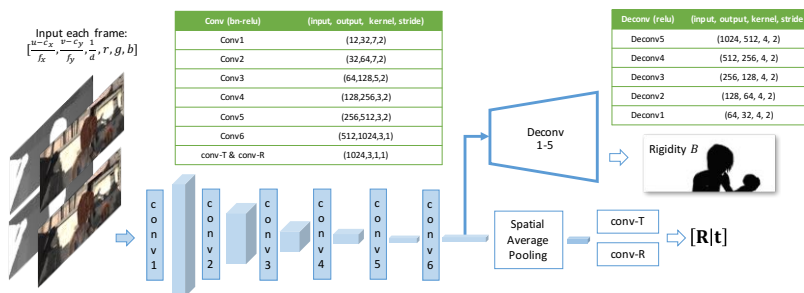 Input each frame:
[(u−c_x)/f_x, (v−c_y)/f_y, 1/d, r, g, b]
Conv (bn-relu) (input, output, kernel, stride)
Conv1 (12,32,7,2)
Conv2 (32,64,7,2)
Conv3 (64,128,5,2)
Conv4 (128,256,3,2)
Conv5 (256,512,3,2)
Conv6 (512,1024,3,1)
conv-T & conv-R (1024,3,1,1)
Deconv (relu) (input, output, kernel, stride)
Deconv5 (1024, 512, 4, 2)
Deconv4 (512, 256, 4, 2)
Deconv3 (256, 128, 4, 2)
Deconv2 (128, 64, 4, 2)
Deconv1 (64, 32, 4, 2)
Deconv
1-5
Rigidity B
conv1
conv2
conv3
conv4
conv5
conv6
Spatial
Average
Pooling
conv-T
conv-R
[R|t]